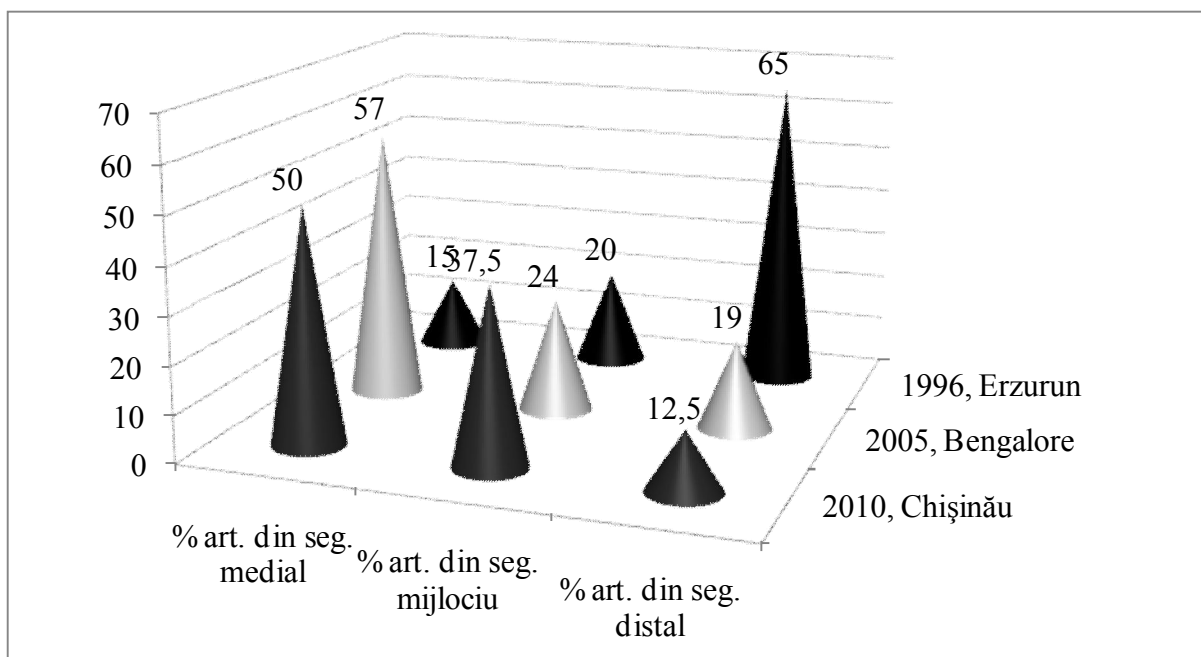 70
60
50
40
30
20
10
0
50
57
15
37,5
24
20
12,5
19
65
1996, Erzurun
2005, Bengalore
2010, Chişinău
% art. din seg.
medial
% art. din seg.
mijlociu
% art. din seg.
distal